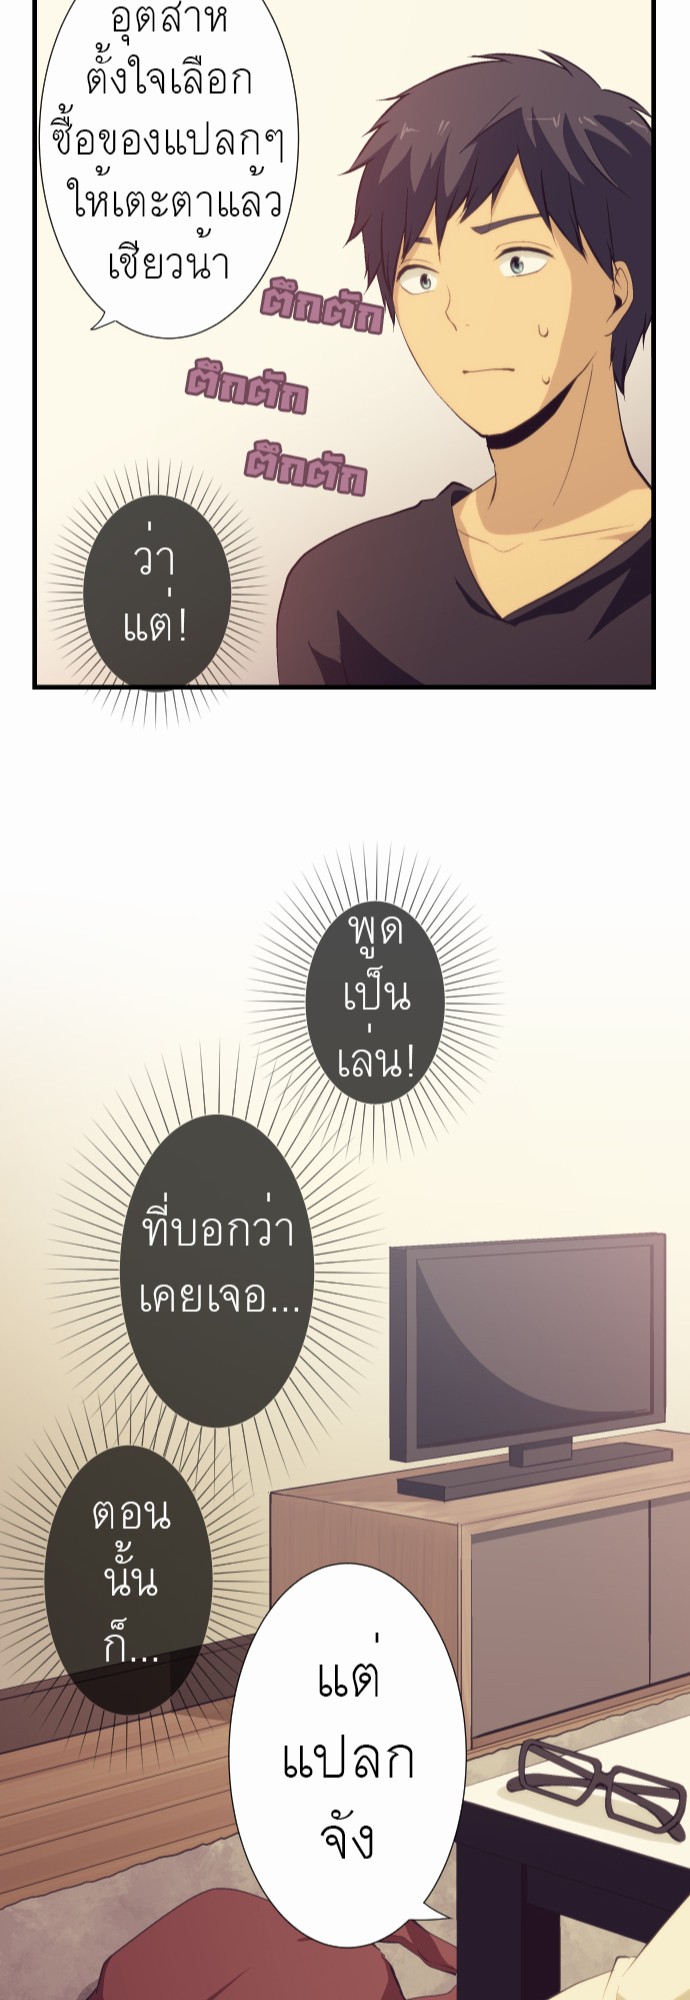 อุตส่าห์
ตั้งใจเลือก
ซื้อของแปลกๆ
ให้เตะตาแล้ว
เชียวน้า
ตึกตัก
ตึกตัก
ตึกตัก
ว่า
แต่!
พูด
เป็น
เล่น!
ที่บอกว่า
เคยเจอ...
ตอน
นั้น
ก็...
แต่
แปลก
จัง